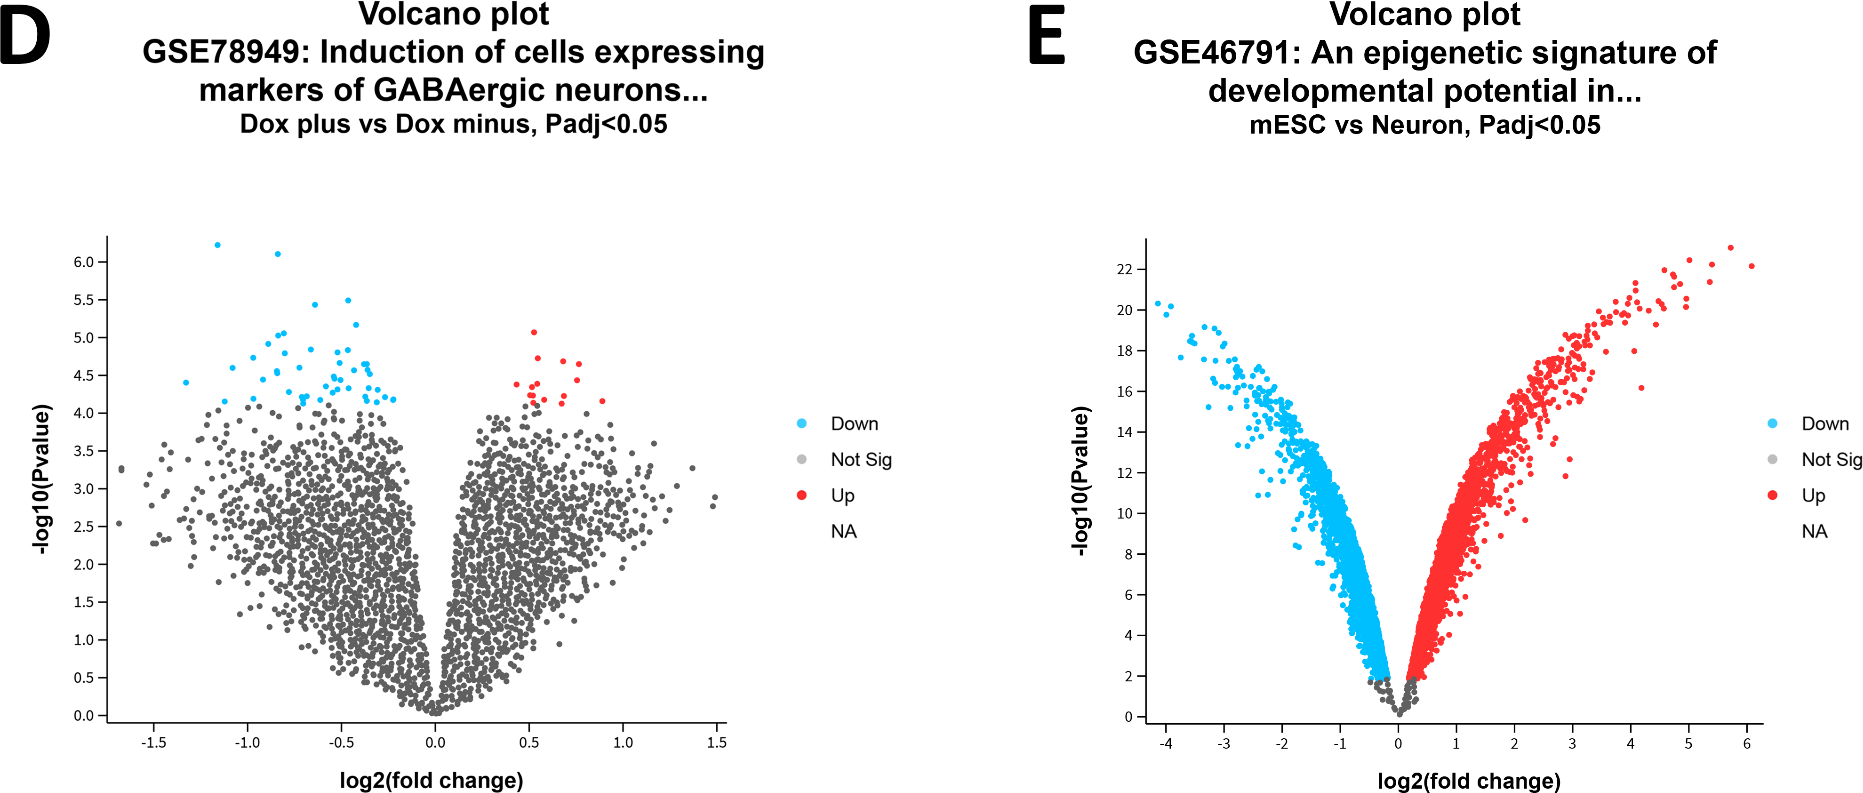 D
Volcano plot
GSE78949: Induction of cells expressing
markers of GABAergic neurons...
Dox plus vs Dox minus, Padj<0.05
-log10(Pvalue)
6.0
5.5
5.0
4.5
4.0
3.5
3.0
2.5
2.0
1.5
1.0
0.5
0.0
-1.5 -1.0 -0.5 0.0 0.5 1.0 1.5
log2(fold change)
Down
Not Sig
Up
NA
E
Volcano plot
GSE46791: An epigenetic signature of
developmental potential in...
mESC vs Neuron, Padj<0.05
-log10(Pvalue)
22
20
18
16
14
12
10
8
6
4
2
0
-4 -3 -2 -1 0 1 2 3 4 5 6
log2(fold change)
Down
Not Sig
Up
NA